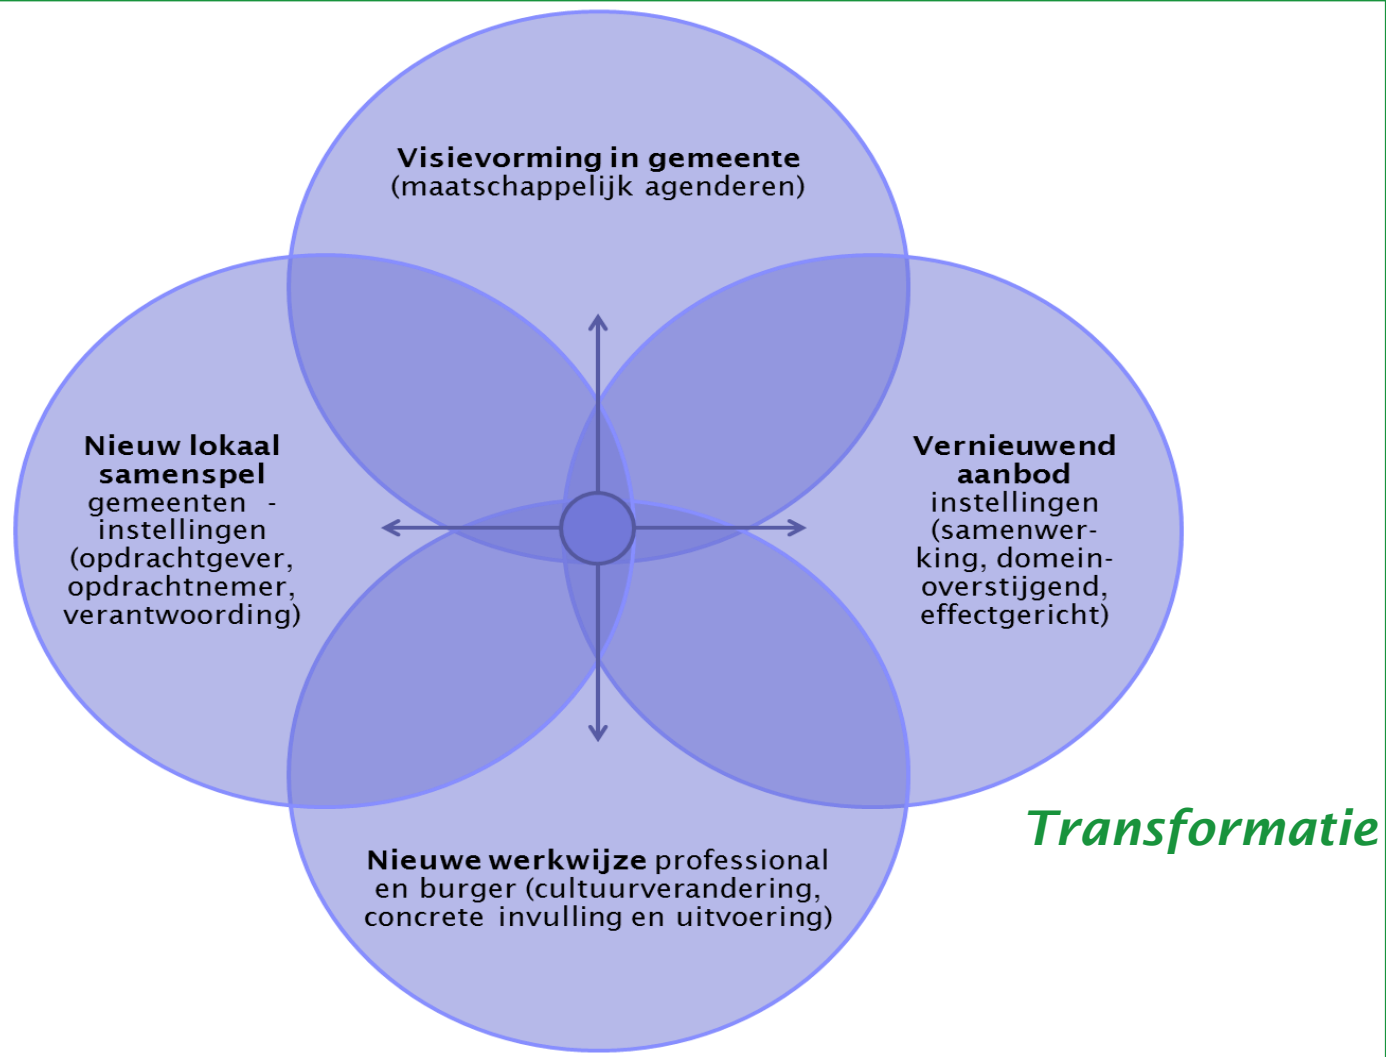 Visievorming in gemeente
(maatschappelijk agenderen)
Nieuw lokaal
samenspel
gemeenten -
instellingen
(opdrachtgever,
opdrachtnemer,
verantwoording)
Vernieuwend
aanbod
instellingen
(samenwer-
king, domein-
overstijgend,
effectgericht)
Nieuwe werkwijze professional
en burger (cultuurverandering,
concrete invulling en uitvoering)
Transformatie